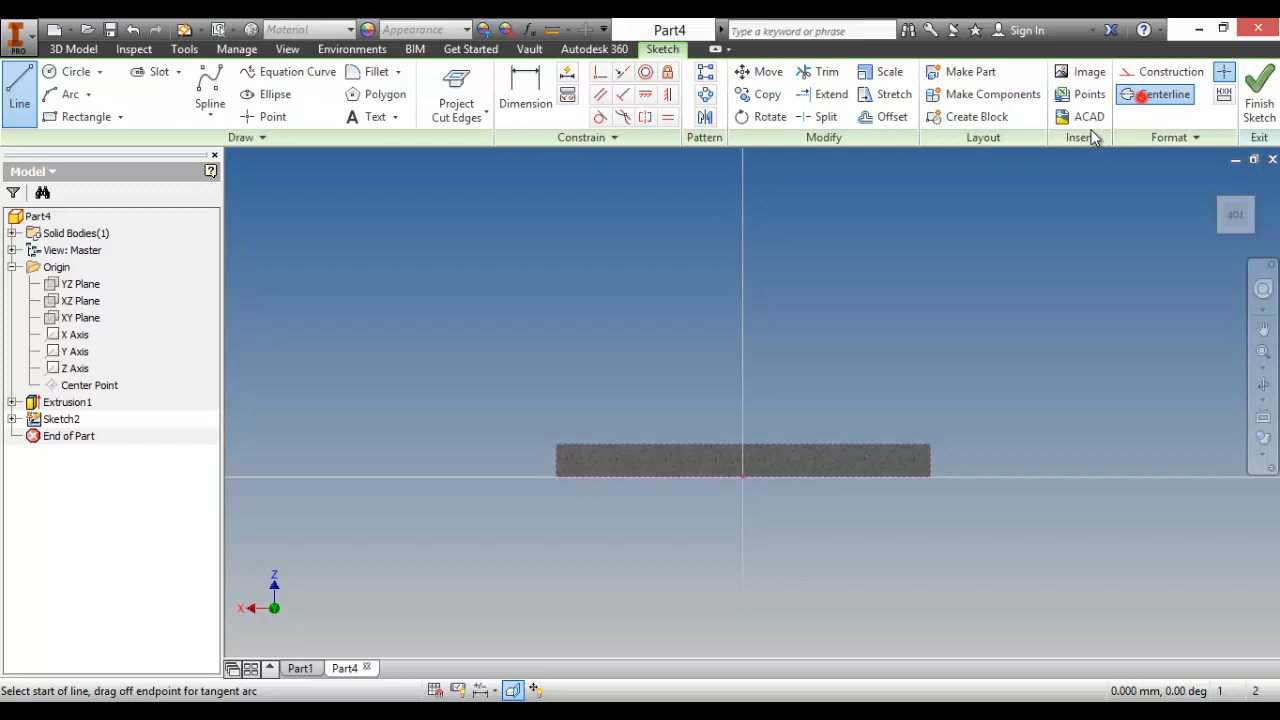 PRO
Material
Appearance
Part4
Type a keyword or phrase...
Sign In
3D Model
Inspect
Tools
Manage
View
Environments
BIM
Get Started
Vault
Autodesk 360
Sketch
Line
Circle
Arc
Rectangle
Slot
Spline
Equation Curve
Ellipse
Point
Fillet
Polygon
Text
Project
Cut Edges
Dimension
Move
Copy
Rotate
Trim
Extend
Split
Scale
Stretch
Offset
Make Part
Make Components
Create Block
Image
Points
ACAD
Construction
Centerline
Finish
Sketch
Draw
Constrain
Pattern
Modify
Layout
Insert
Format
Exit
Model
Part4
Solid Bodies(1)
View: Master
Origin
YZ Plane
XZ Plane
XY Plane
X Axis
Y Axis
Z Axis
Center Point
Extrusion1
Sketch2
End of Part
TOP
Z
X
Part1
Part4
Select start of line, drag off endpoint for tangent arc
0.000 mm, 0.00 deg
1
2